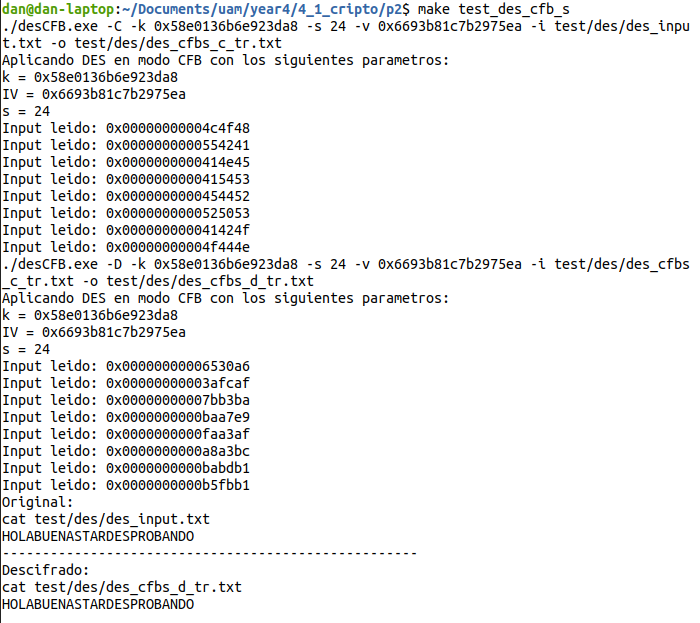 dan@dan-laptop:~/Documents/uam/year4/4_1_cripto/p2$ make test_des_cfb_s
./desCFB.exe -C -k 0x58e0136b6e923da8 -s 24 -v 0x6693b81c7b2975ea -i test/des/des_inpu
t.txt -o test/des/des_cfbs_c_tr.txt
Aplicando DES en modo CFB con los siguientes parametros:
k = 0x58e0136b6e923da8
IV = 0x6693b81c7b2975ea
s = 24
Input leido: 0x00000000004c4f48
Input leido: 0x0000000000554241
Input leido: 0x0000000000414e45
Input leido: 0x0000000000415453
Input leido: 0x0000000000454452
Input leido: 0x0000000000525053
Input leido: 0x000000000041424f
Input leido: 0x00000000004f444e
./desCFB.exe -D -k 0x58e0136b6e923da8 -s 24 -v 0x6693b81c7b2975ea -i test/des/des_cfbs
_c_tr.txt -o test/des/des_cfbs_d_tr.txt
Aplicando DES en modo CFB con los siguientes parametros:
k = 0x58e0136b6e923da8
IV = 0x6693b81c7b2975ea
s = 24
Input leido: 0x00000000006530a6
Input leido: 0x00000000003afcaf
Input leido: 0x00000000007bb3ba
Input leido: 0x0000000000baa7e9
Input leido: 0x0000000000faa3af
Input leido: 0x0000000000a8a3bc
Input leido: 0x0000000000babdb1
Input leido: 0x0000000000b5fbb1
Original:
cat test/des/des_input.txt
HOLABUENASTARDESPROBANDO
--------------------------------------------------
Descifrado:
cat test/des/des_cfbs_d_tr.txt
HOLABUENASTARDESPROBANDO